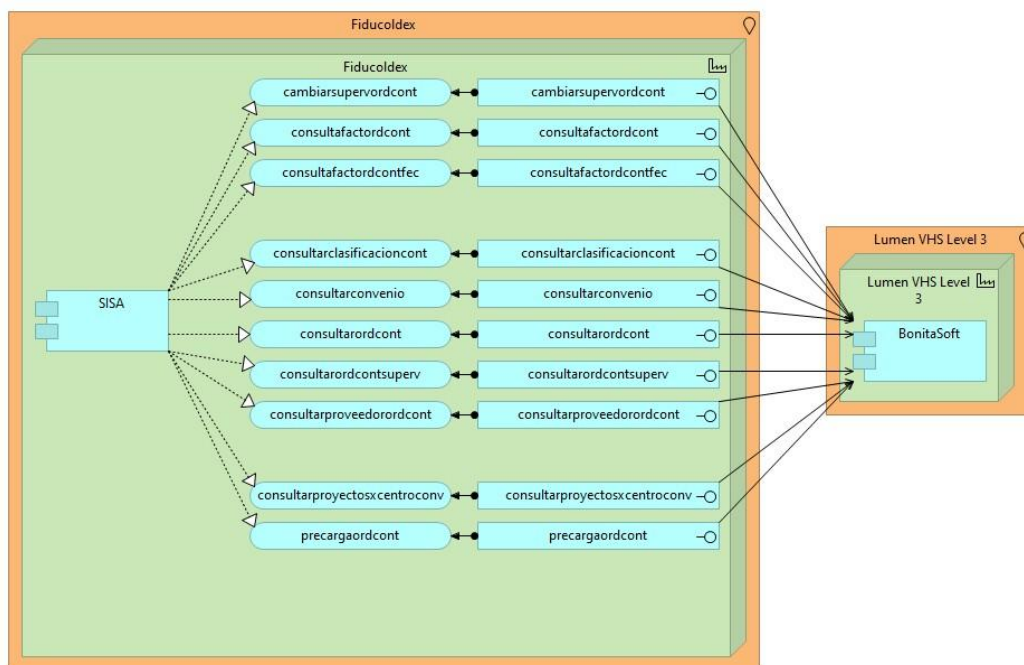 Fiducoldex
Fiducoldex
cambiarsupervordcont cambiarsupervordcont
consultafactordcont consultafactordcont
consultafactordcontfec consultafactordcontfec
consultarclasificacioncont consultarclasificacioncont
consultarconvenio consultarconvenio
SISA
consultarordcont consultarordcont
consultarordcontsuperv consultarordcontsuperv
consultarproveedorordcont consultarproveedorordcont
consultarproyectosxcentroconv consultarproyectosxcentroconv
precargaordcont precargaordcont
Lumen VHS Level 3
Lumen VHS Level
3
BonitaSoft